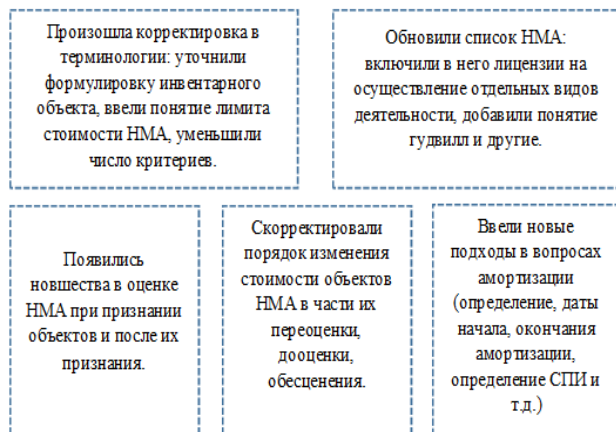 Произошла корректировка в
терминологии: уточнили
формулировку инвентарного
объекта, ввели понятие лимита
стоимости НМА, уменьшили
число критериев.
Обновили список НМА:
включили в него лицензии на
осуществление отдельных видов
деятельности, добавили понятие
гудвилл и другие.
Появились
новшества в оценке
НМА при признании
объектов и после их
признания.
Скорректировали
порядок изменения
стоимости объектов
НМА в части их
переоценки,
дооценки,
обесценения.
Ввели новые
подходы в вопросах
амортизации
(определение, даты
начала, окончания
амортизации,
определение СПИ и
т.д.)